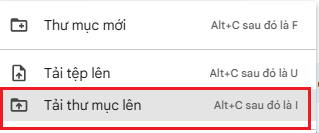 Thư mục mới Alt+C sau đó là F
Tải tệp lên Alt+C sau đó là U
Tải thư mục lên Alt+C sau đó là I